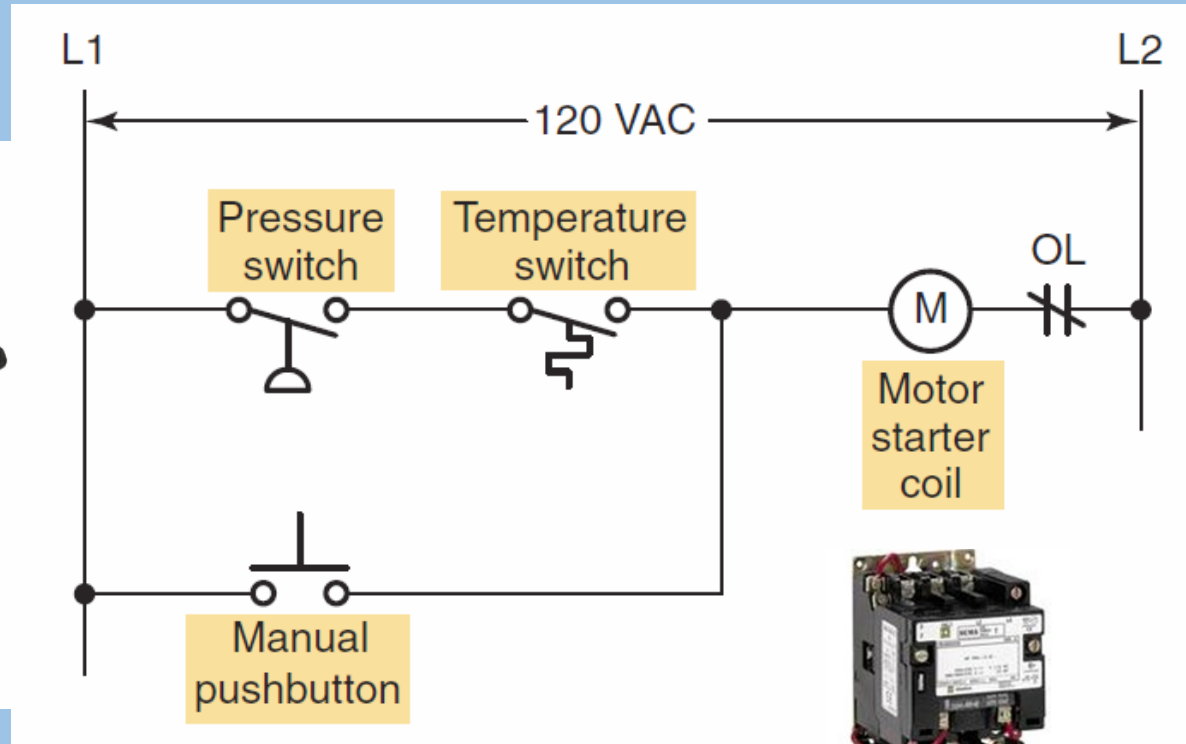 L1
L2
120 VAC
Pressure
switch
Temperature
switch
OL
M
Motor
starter
coil
Manual
pushbutton